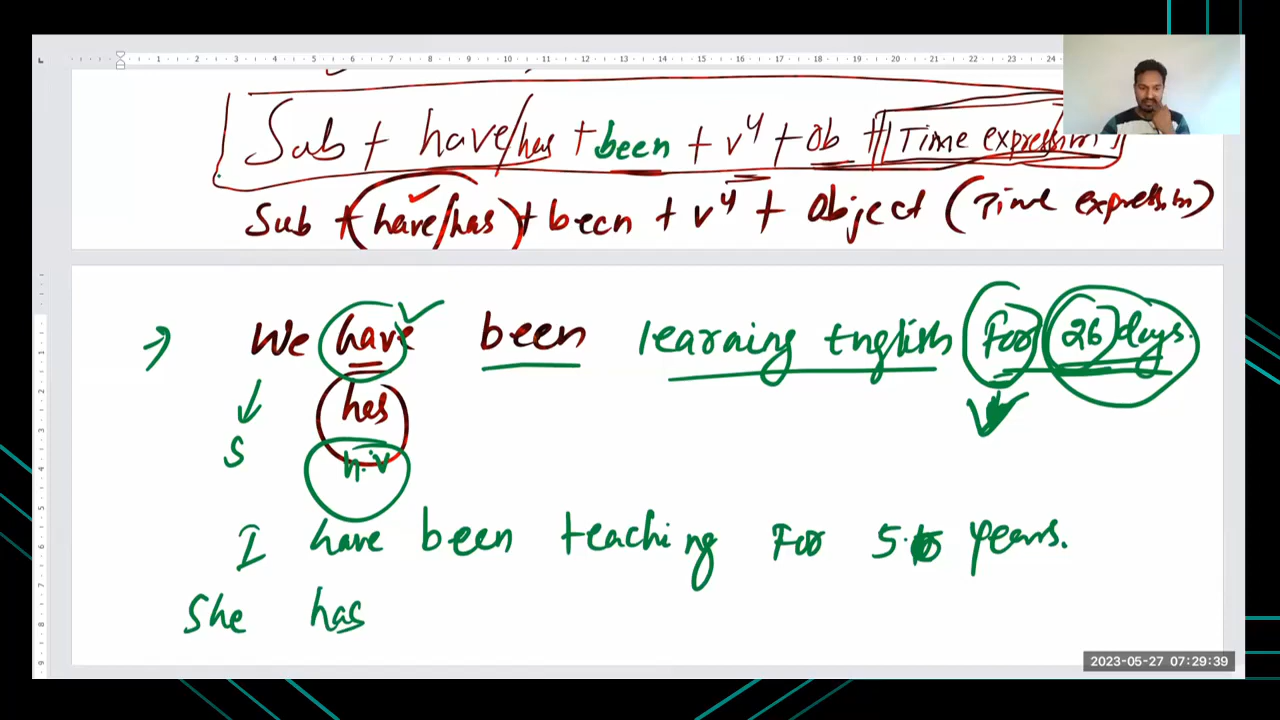 Sub + have/has + been + v4 + Ob + Time expression
Sub + (have/has) + been + v4 + Object (Time expression)
→ We have been learning English For 26 days.
has
S h.v
I have been teaching For 5. years.
She has
2023-05-27 07:29:39